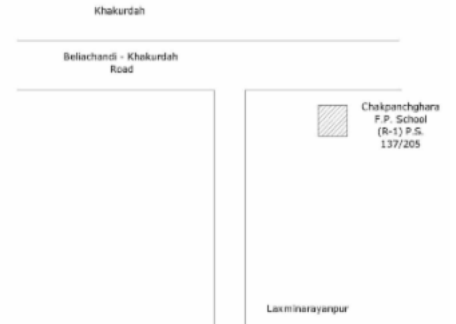 Khakurdah
Beliachandi - Khakurdah
Road
Chakpanchghara
F.P. School
(R-1) P.S.
137/205
Laxminarayanpur